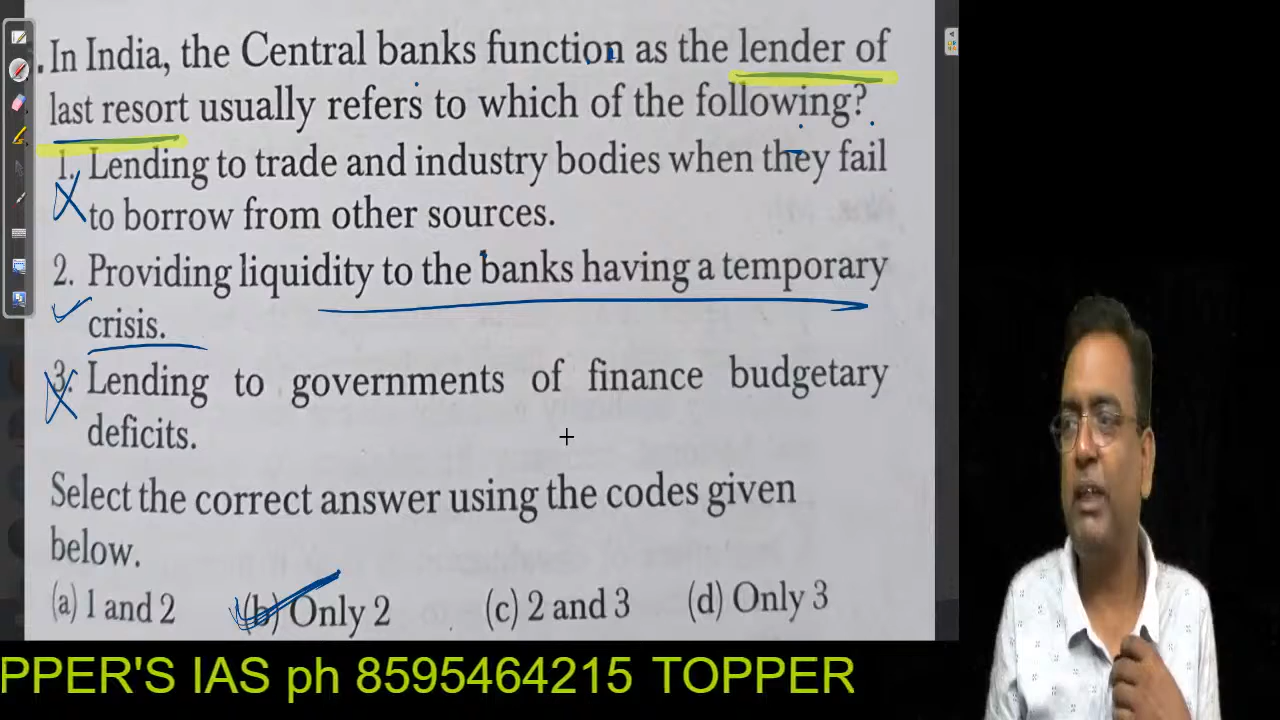 .In India, the Central banks function as the lender of
last resort usually refers to which of the following?
1. Lending to trade and industry bodies when they fail
to borrow from other sources.
2. Providing liquidity to the banks having a temporary
crisis.
3. Lending to governments of finance budgetary
deficits.
Select the correct answer using the codes given
below.
(a) 1 and 2 (b) Only 2 (c) 2 and 3 (d) Only 3
PPER'S IAS ph 8595464215 TOPPER